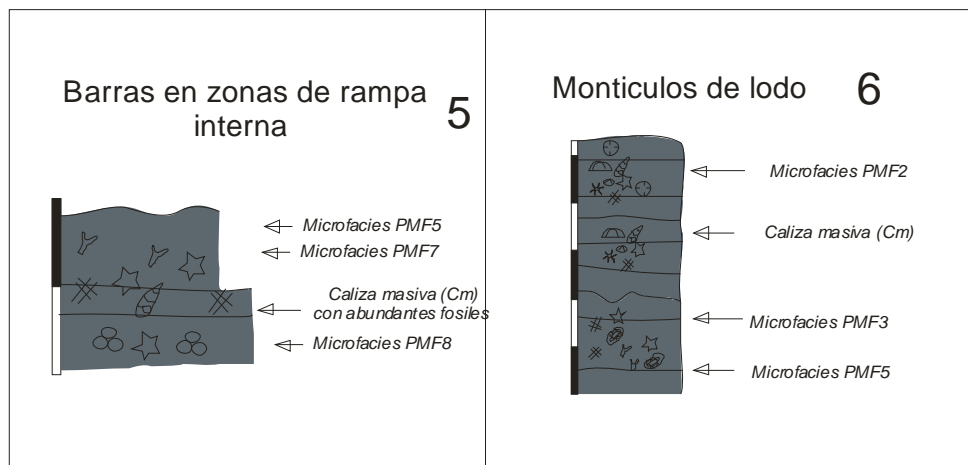 Barras en zonas de rampa
interna
5
Microfacies PMF5
Microfacies PMF7
Caliza masiva (Cm)
con abundantes fosiles
Microfacies PMF8
Monticulos de lodo
6
Microfacies PMF2
Caliza masiva (Cm)
Microfacies PMF3
Microfacies PMF5